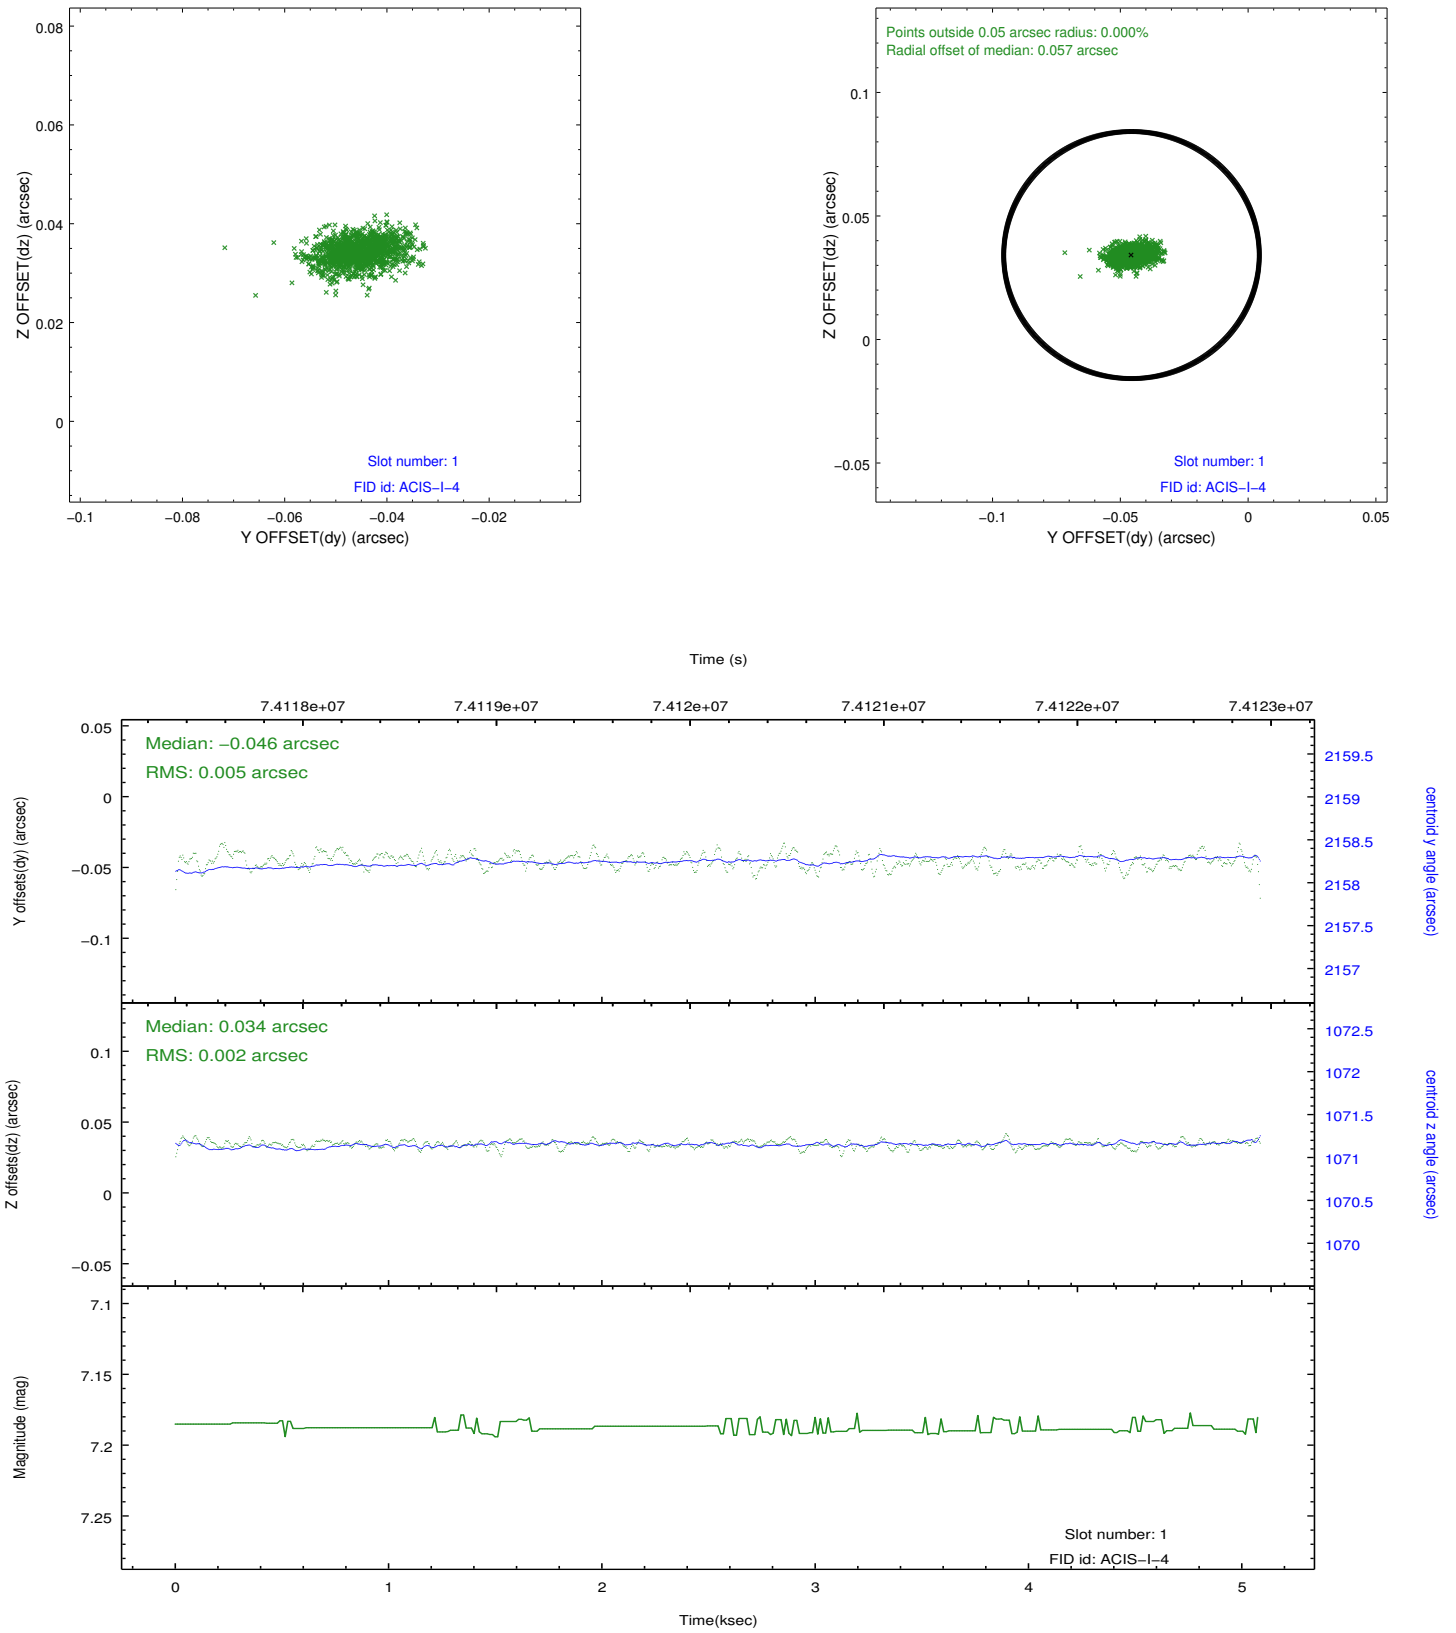 0.08
0.06
0.04
0.02
0
Z OFFSET(dz) (arcsec)
Slot number: 1
FID id: ACIS−I−4
−0.1 −0.08 −0.06 −0.04 −0.02
Y OFFSET(dy) (arcsec)
Points outside 0.05 arcsec radius: 0.000%
Radial offset of median: 0.057 arcsec
0.1
0.05
0
−0.05
Z OFFSET(dz) (arcsec)
Slot number: 1
FID id: ACIS−I−4
−0.1 −0.05 0 0.05
Y OFFSET(dy) (arcsec)
Time (s)
7.4118e+07 7.4119e+07 7.412e+07 7.4121e+07 7.4122e+07 7.4123e+07
Median: −0.046 arcsec
RMS: 0.005 arcsec
0.05
0
−0.05
−0.1
Y offsets(dy) (arcsec)
2159.5
2159
2158.5
2158
2157.5
2157
centroid y angle (arcsec)
Median: 0.034 arcsec
RMS: 0.002 arcsec
0.1
0.05
0
−0.05
Z offsets(dz) (arcsec)
1072.5
1072
1071.5
1071
1070.5
1070
centroid z angle (arcsec)
7.1
7.15
7.2
7.25
Magnitude (mag)
Slot number: 1
FID id: ACIS−I−4
0 1 2 3 4 5
Time(ksec)